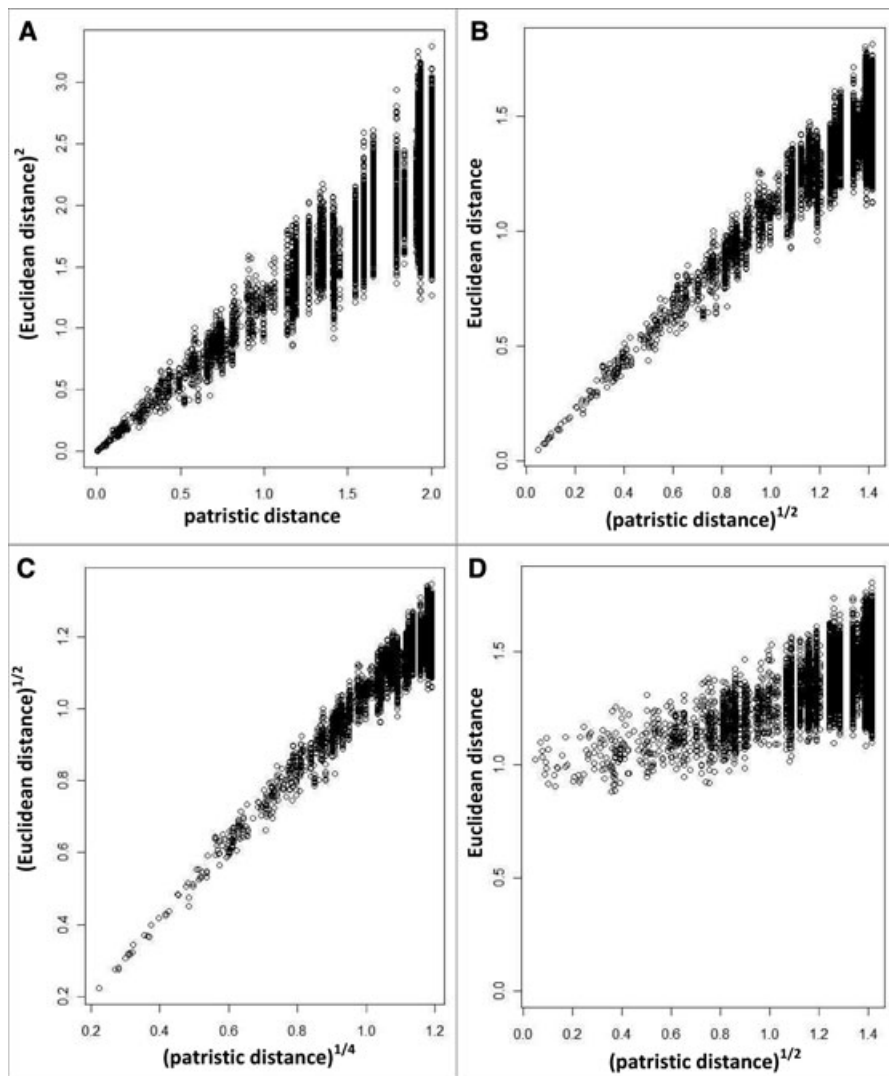 A
(Euclidean distance)²
3.0
2.5
2.0
1.5
1.0
0.5
0.0
0.0 0.5 1.0 1.5 2.0
patristic distance
B
Euclidean distance
1.5
1.0
0.5
0.0
0.0 0.2 0.4 0.6 0.8 1.0 1.2 1.4
(patristic distance)^1/2
C
(Euclidean distance)^1/2
1.2
1.0
0.8
0.6
0.4
0.2
0.2 0.4 0.6 0.8 1.0 1.2
(patristic distance)^1/4
D
Euclidean distance
1.5
1.0
0.5
0.0
0.0 0.2 0.4 0.6 0.8 1.0 1.2 1.4
(patristic distance)^1/2